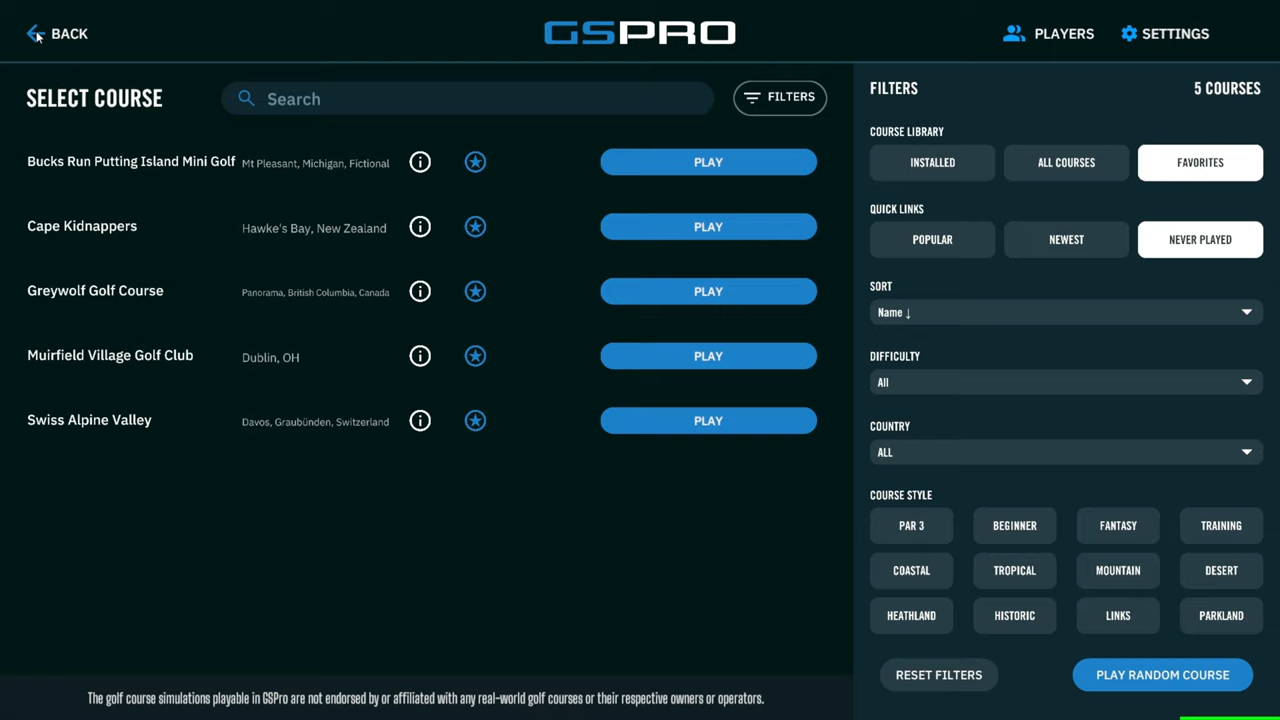 BACK
GSPRO
PLAYERS
SETTINGS
SELECT COURSE
Search
FILTERS
Bucks Run Putting Island Mini Golf Mt Pleasant, Michigan, Fictional PLAY
Cape Kidnappers Hawke's Bay, New Zealand PLAY
Greywolf Golf Course Panorama, British Columbia, Canada PLAY
Muirfield Village Golf Club Dublin, OH PLAY
Swiss Alpine Valley Davos, Graubünden, Switzerland PLAY
The golf course simulations playable in GSPro are not endorsed by or affiliated with any real-world golf courses or their respective owners or operators.
FILTERS 5 COURSES
COURSE LIBRARY
INSTALLED ALL COURSES FAVORITES
QUICK LINKS
POPULAR NEWEST NEVER PLAYED
SORT
Name ↓
DIFFICULTY
All
COUNTRY
ALL
COURSE STYLE
PAR 3 BEGINNER FANTASY TRAINING
COASTAL TROPICAL MOUNTAIN DESERT
HEATHLAND HISTORIC LINKS PARKLAND
RESET FILTERS PLAY RANDOM COURSE